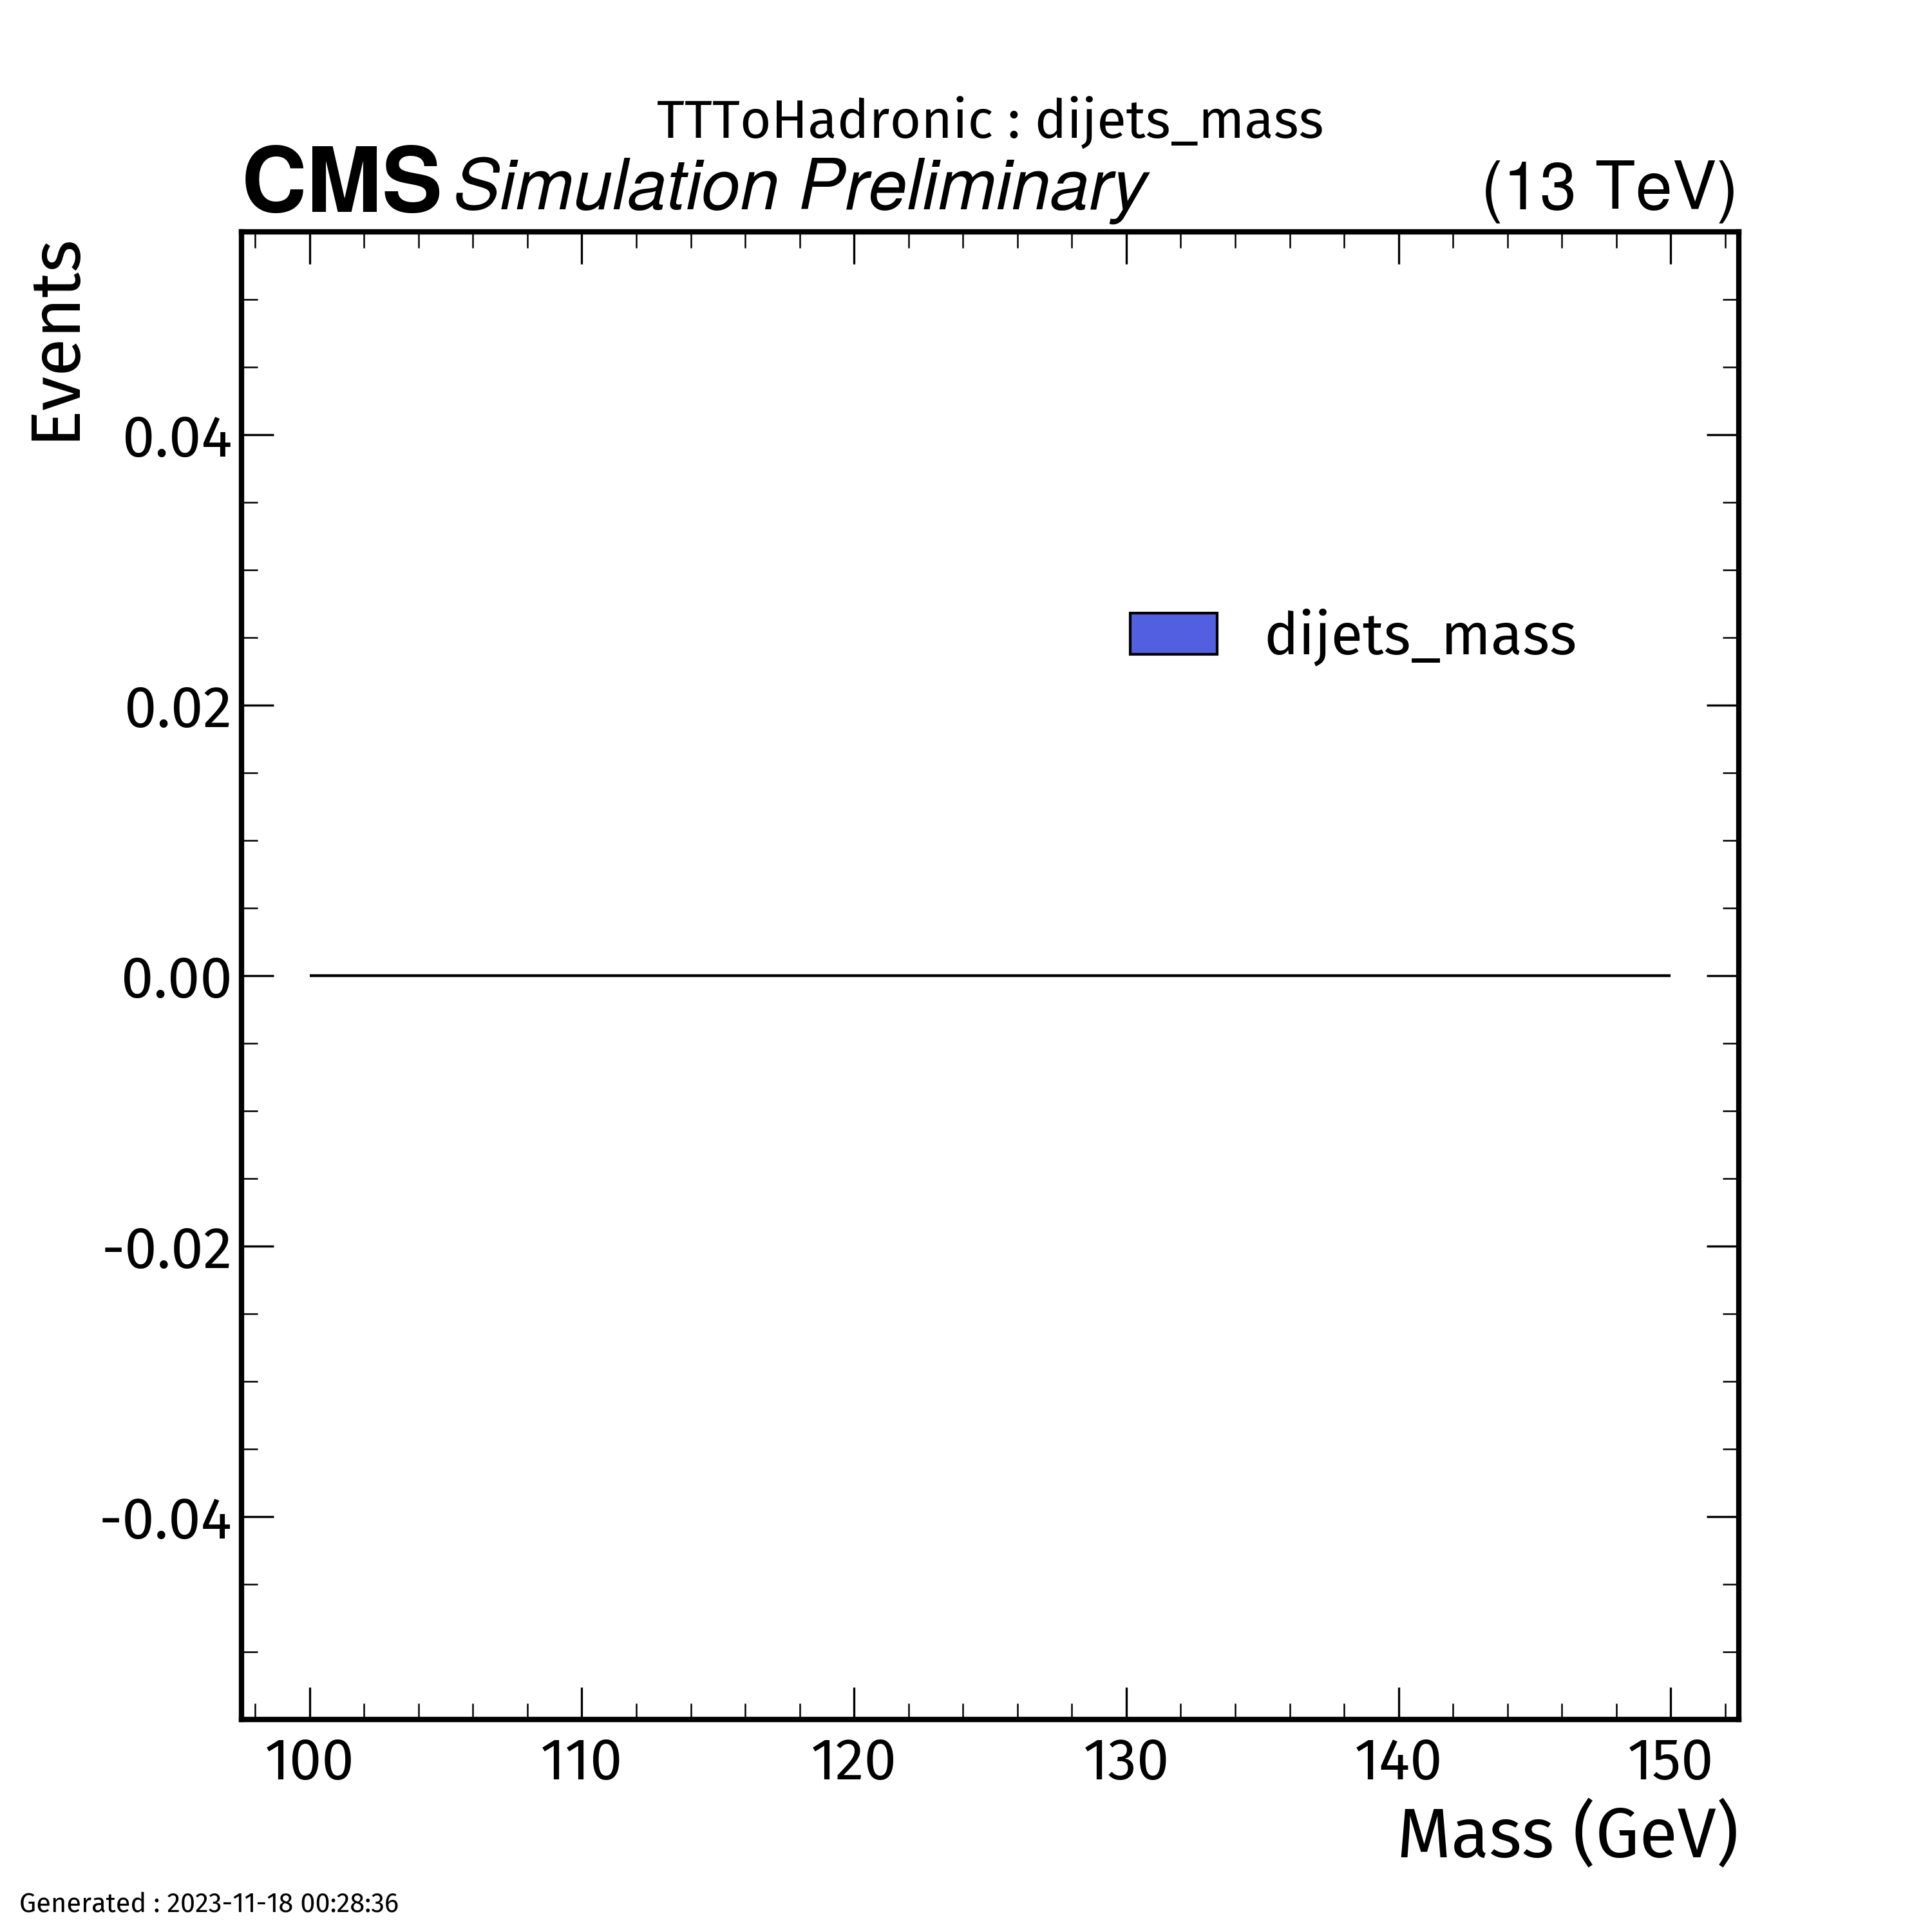 TTToHadronic : dijets_mass
CMS Simulation Preliminary (13 TeV)
Events
0.04
dijets_mass
0.02
0.00
-0.02
-0.04
100 110 120 130 140 150
Mass (GeV)
Generated : 2023-11-18 00:28:36